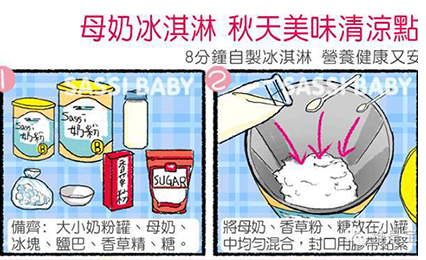 母奶冰淇淋 秋天美味清涼點
8分鐘自製冰淇淋 營養健康又安
1
SASSI BABY
Sassi
奶粉
Sassi
奶粉
SUGAR
備齊：大小奶粉罐、母奶、
冰塊、鹽巴、香草精、糖。
2
SASSI BABY
將母奶、香草粉、糖放在小罐
中均勻混合，封口用膠帶黏緊